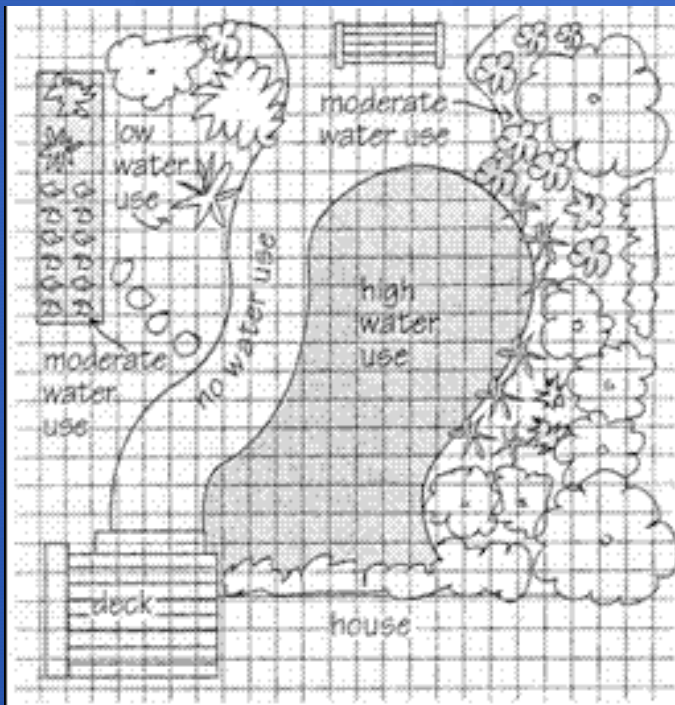 moderate
water use
low
water
use
no water use
high
water
use
moderate
water
use
deck
house